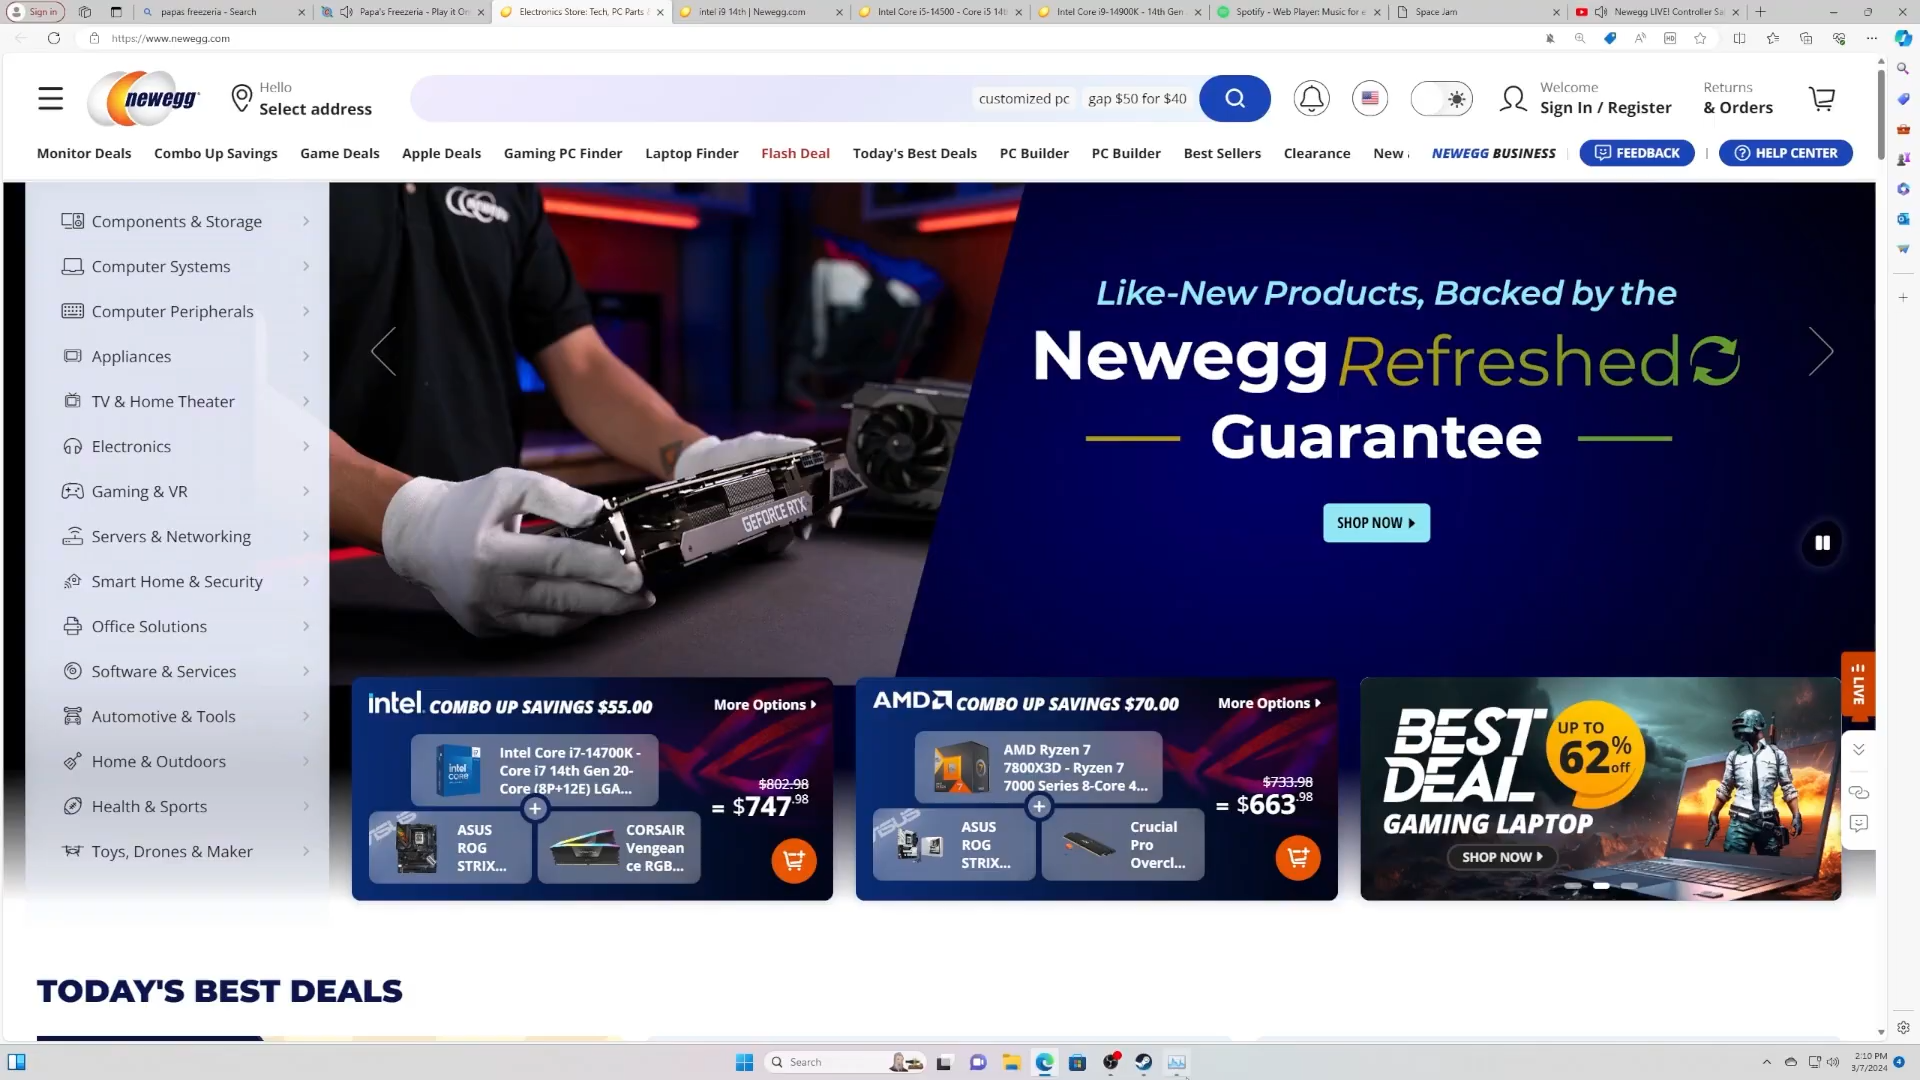 Sign in
papas freezeria - Search
Papa's Freezeria - Play it On
Electronics Store: Tech, PC Parts &
intel i9 14th | Newegg.com
Intel Core i5-14500 - Core i5 14th
Intel Core i9-14900K - 14th Gen
Spotify - Web Player: Music for e
Space Jam
Newegg LIVE! Controller Sa
https://www.newegg.com
newegg
Hello
Select address
customized pc
gap $50 for $40
Welcome
Sign In / Register
Returns
& Orders
Monitor Deals
Combo Up Savings
Game Deals
Apple Deals
Gaming PC Finder
Laptop Finder
Flash Deal
Today's Best Deals
PC Builder
PC Builder
Best Sellers
Clearance
New
NEWEGG BUSINESS
FEEDBACK
HELP CENTER
Components & Storage
Computer Systems
Computer Peripherals
Appliances
TV & Home Theater
Electronics
Gaming & VR
Servers & Networking
Smart Home & Security
Office Solutions
Software & Services
Automotive & Tools
Home & Outdoors
Health & Sports
Toys, Drones & Maker
GEFORCE RTX
Like-New Products, Backed by the
Newegg Refreshed
Guarantee
SHOP NOW
LIVE
intel. COMBO UP SAVINGS $55.00
More Options
intel CORE i7
Intel Core i7-14700K -
Core i7 14th Gen 20-
Core (8P+12E) LGA...
$802.98
= $747.98
ASUS
ROG
STRIX...
CORSAIR
Vengean
ce RGB...
AMD COMBO UP SAVINGS $70.00
More Options
AMD Ryzen 7
7800X3D - Ryzen 7
7000 Series 8-Core 4...
$733.98
= $663.98
ASUS
ROG
STRIX...
Crucial
Pro
Overcl...
BEST
DEAL
UP TO
62% off
GAMING LAPTOP
SHOP NOW
TODAY'S BEST DEALS
Search
2:10 PM
3/7/2024
4